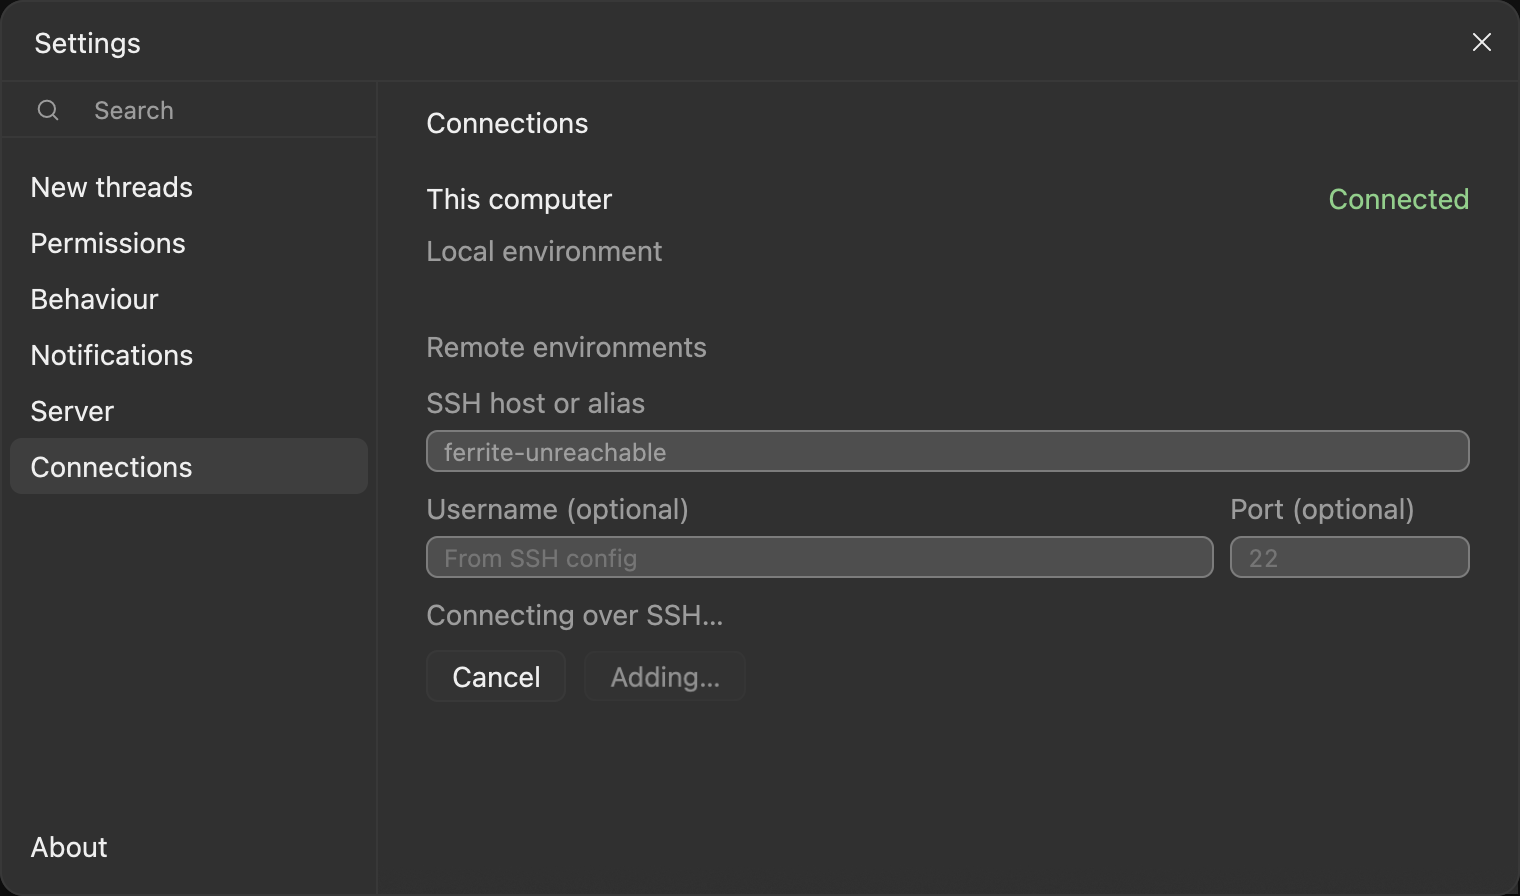 Settings
Search
New threads
Permissions
Behaviour
Notifications
Server
Connections
About
Connections
This computer
Connected
Local environment
Remote environments
SSH host or alias
ferrite-unreachable
Username (optional)
Port (optional)
From SSH config
22
Connecting over SSH...
Cancel
Adding...